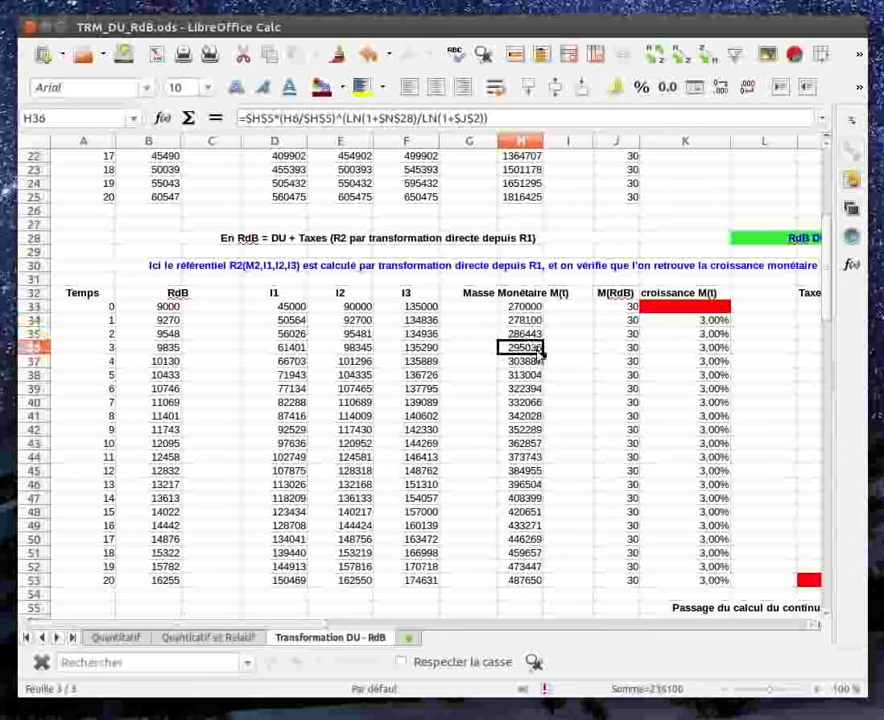 TRM_DU_RdB.ods - LibreOffice Calc
Arial 10
H36 =$H$5*(H6/$H$5)^(LN(1+$N$28)/LN(1+$J$2))
A B C D E F G H I J K L
22 17 45490 409902 454902 499902 1364707 30
23 18 50039 455393 500393 545393 1501178 30
24 19 55043 505432 550432 595432 1651295 30
25 20 60547 560475 605475 650475 1816425 30
26
27
28 En RdB = DU + Taxes (R2 par transformation directe depuis R1) RdB DU
29
30 Ici le référentiel R2(M2,I1,I2,I3) est calculé par transformation directe depuis R1, et on vérifie que l'on retrouve la croissance monétaire
31
32 Temps RdB I1 I2 I3 Masse Monétaire M(t) M(RdB) croissance M(t) Taxe
33 0 9000 45000 90000 135000 270000 30
34 1 9270 50564 92700 134836 278100 30 3,00%
35 2 9548 56026 95481 134936 286443 30 3,00%
36 3 9835 61401 98345 135290 295036 30 3,00%
37 4 10130 66703 101296 135889 303887 30 3,00%
38 5 10433 71943 104335 136726 313004 30 3,00%
39 6 10746 77134 107465 137795 322394 30 3,00%
40 7 11069 82288 110689 139089 332066 30 3,00%
41 8 11401 87416 114009 140602 342028 30 3,00%
42 9 11743 92529 117430 142330 352289 30 3,00%
43 10 12095 97636 120952 144269 362857 30 3,00%
44 11 12458 102749 124581 146413 373743 30 3,00%
45 12 12832 107875 128318 148762 384955 30 3,00%
46 13 13217 113026 132168 151310 396504 30 3,00%
47 14 13613 118209 136133 154057 408399 30 3,00%
48 15 14022 123434 140217 157000 420651 30 3,00%
49 16 14442 128708 144424 160139 433271 30 3,00%
50 17 14876 134041 148756 163472 446269 30 3,00%
51 18 15322 139440 153219 166998 459657 30 3,00%
52 19 15782 144913 157816 170718 473447 30 3,00%
53 20 16255 150469 162550 174631 487650 30 3,00%
54
55 Passage du calcul du continu
Quantitatif Quanticatif et Relatif Transformation DU - RdB
Rechercher Respecter la casse
Feuille 3 / 3 Par défaut 100 %